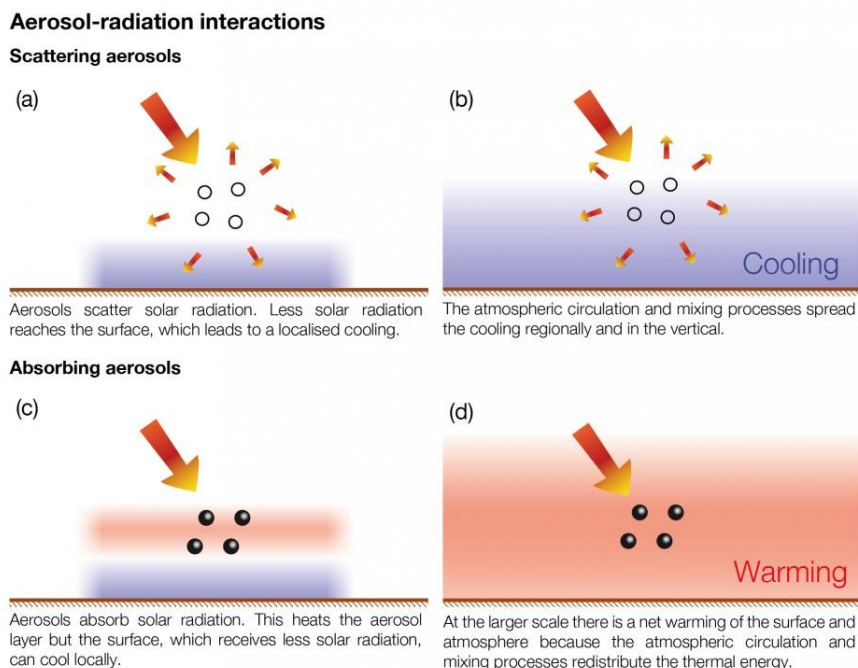 Aerosol-radiation interactions
Scattering aerosols
(a)
Aerosols scatter solar radiation. Less solar radiation
reaches the surface, which leads to a localised cooling.
(b)
Cooling
The atmospheric circulation and mixing processes spread
the cooling regionally and in the vertical.
Absorbing aerosols
(c)
Aerosols absorb solar radiation. This heats the aerosol
layer but the surface, which receives less solar radiation,
can cool locally.
(d)
Warming
At the larger scale there is a net warming of the surface and
atmosphere because the atmospheric circulation and
mixing processes redistribute the thermal energy.